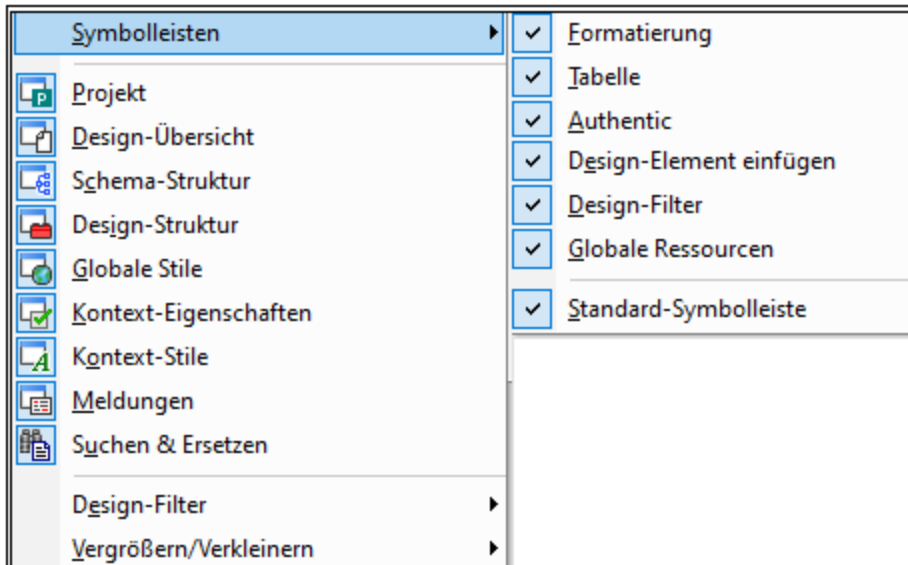 Symbolleisten
Projekt
Design-Übersicht
Schema-Struktur
Design-Struktur
Globale Stile
Kontext-Eigenschaften
Kontext-Stile
Meldungen
Suchen & Ersetzen
Design-Filter
Vergrößern/Verkleinern
Formatierung
Tabelle
Authentic
Design-Element einfügen
Design-Filter
Globale Ressourcen
Standard-Symbolleiste